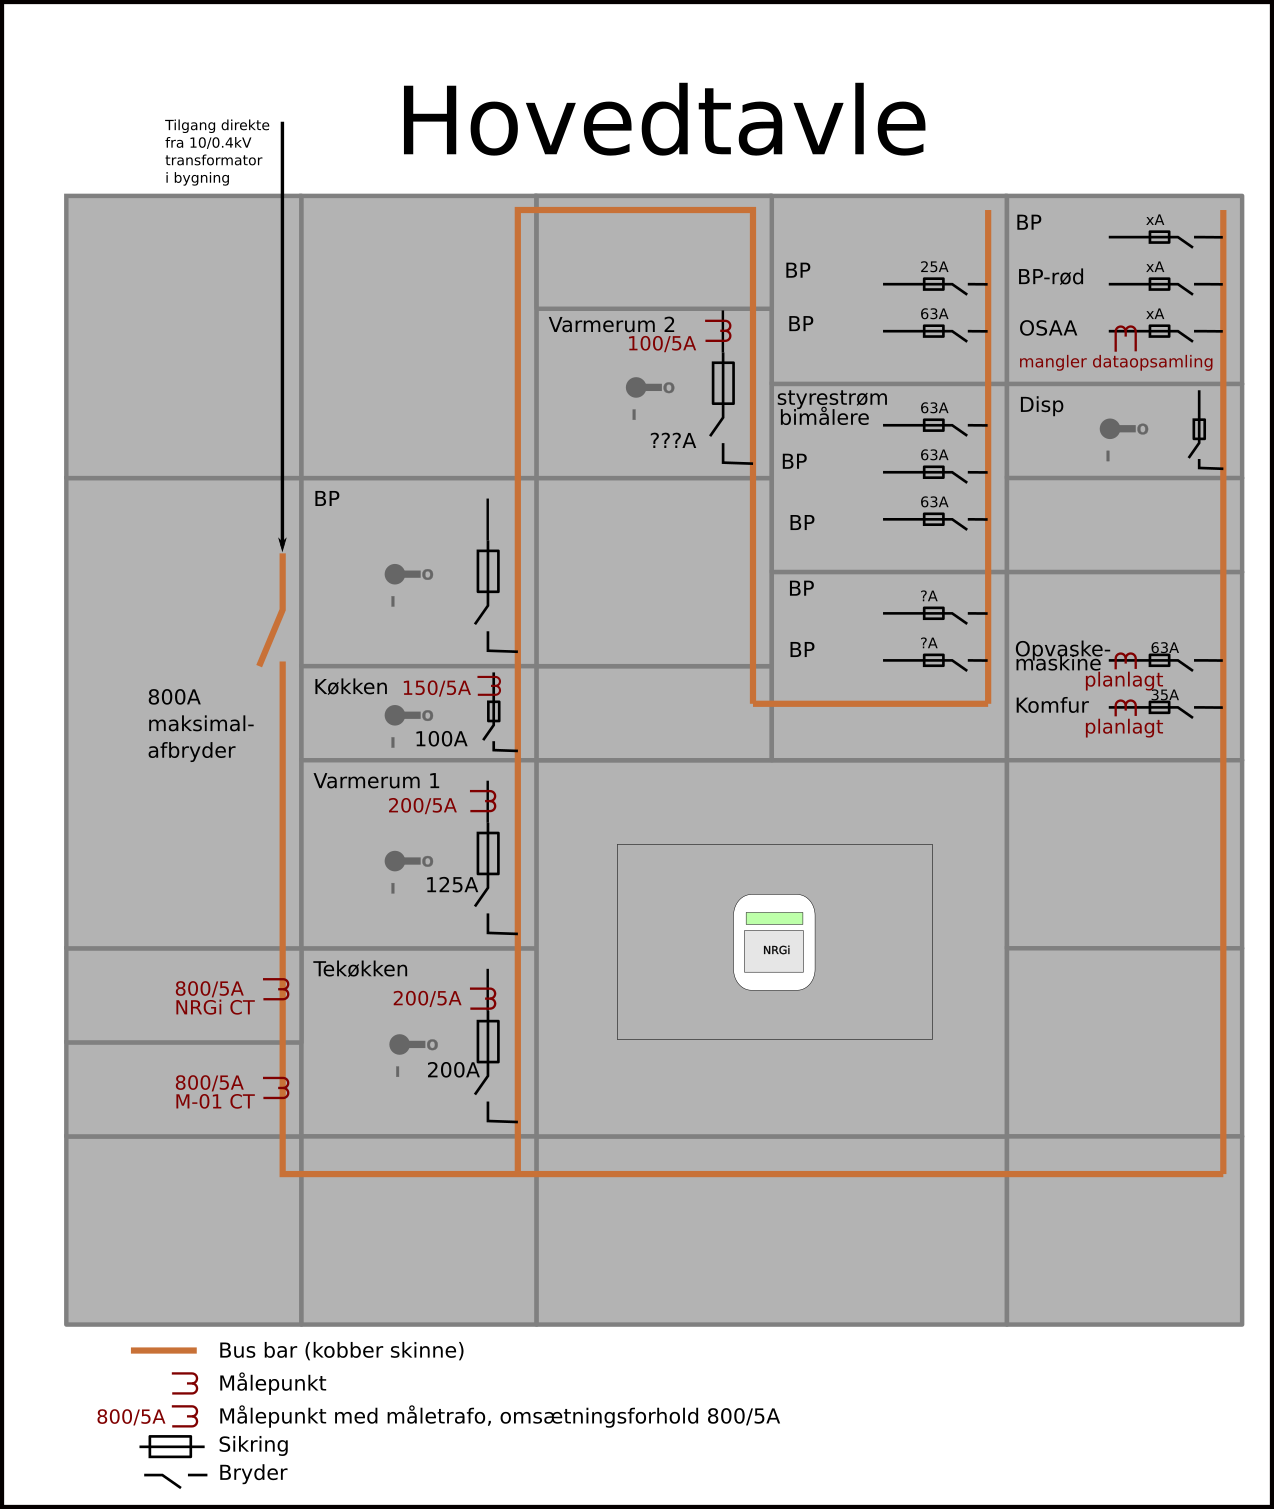 Hovedtavle
Tilgang direkte
fra 10/0.4kV
transformator
i bygning
800A
maksimal-
afbryder
800/5A
NRGi CT
800/5A
M-01 CT
BP
O
I
Køkken 150/5A
O
I
100A
Varmerum 1
200/5A
O
I
125A
Tekøkken
200/5A
O
I
200A
Varmerum 2
100/5A
O
I
???A
BP 25A
BP 63A
styrestrøm
bimålere 63A
BP 63A
BP 63A
BP ?A
BP ?A
BP xA
BP-rød xA
OSAA xA
mangler dataopsamling
Disp
O
I
Opvaske-
maskine 63A
planlagt
Komfur 35A
planlagt
NRGi
Bus bar (kobber skinne)
Målepunkt
800/5A Målepunkt med måletrafo, omsætningsforhold 800/5A
Sikring
Bryder